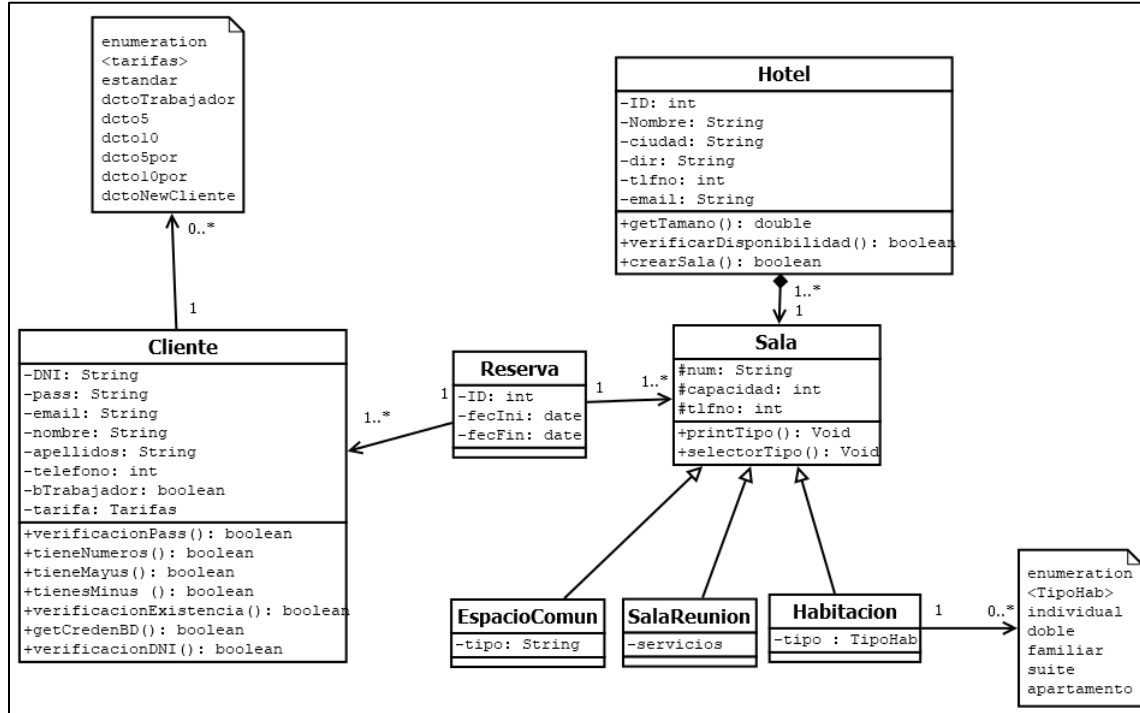 enumeration
<tarifas>
estandar
dctoTrabajador
dcto5
dcto10
dcto5por
dcto10por
dctoNewCliente
0..*
1
Hotel
-ID: int
-Nombre: String
-ciudad: String
-dir: String
-tlfno: int
-email: String
+getTamano(): double
+verificarDisponibilidad(): boolean
+crearSala(): boolean
1..*
1
Cliente
-DNI: String
-pass: String
-email: String
-nombre: String
-apellidos: String
-telefono: int
-bTrabajador: boolean
-tarifa: Tarifas
+verificacionPass(): boolean
+tieneNumeros(): boolean
+tieneMayus(): boolean
+tienesMinus (): boolean
+verificacionExistencia(): boolean
+getCredenBD(): boolean
+verificacionDNI(): boolean
1
1..*
Reserva
-ID: int
-fecIni: date
-fecFin: date
1
1..*
Sala
#num: String
#capacidad: int
#tlfno: int
+printTipo(): Void
+selectorTipo(): Void
EspacioComun
-tipo: String
SalaReunion
-servicios
Habitacion
-tipo : TipoHab
1
0..*
enumeration
<TipoHab>
individual
doble
familiar
suite
apartamento